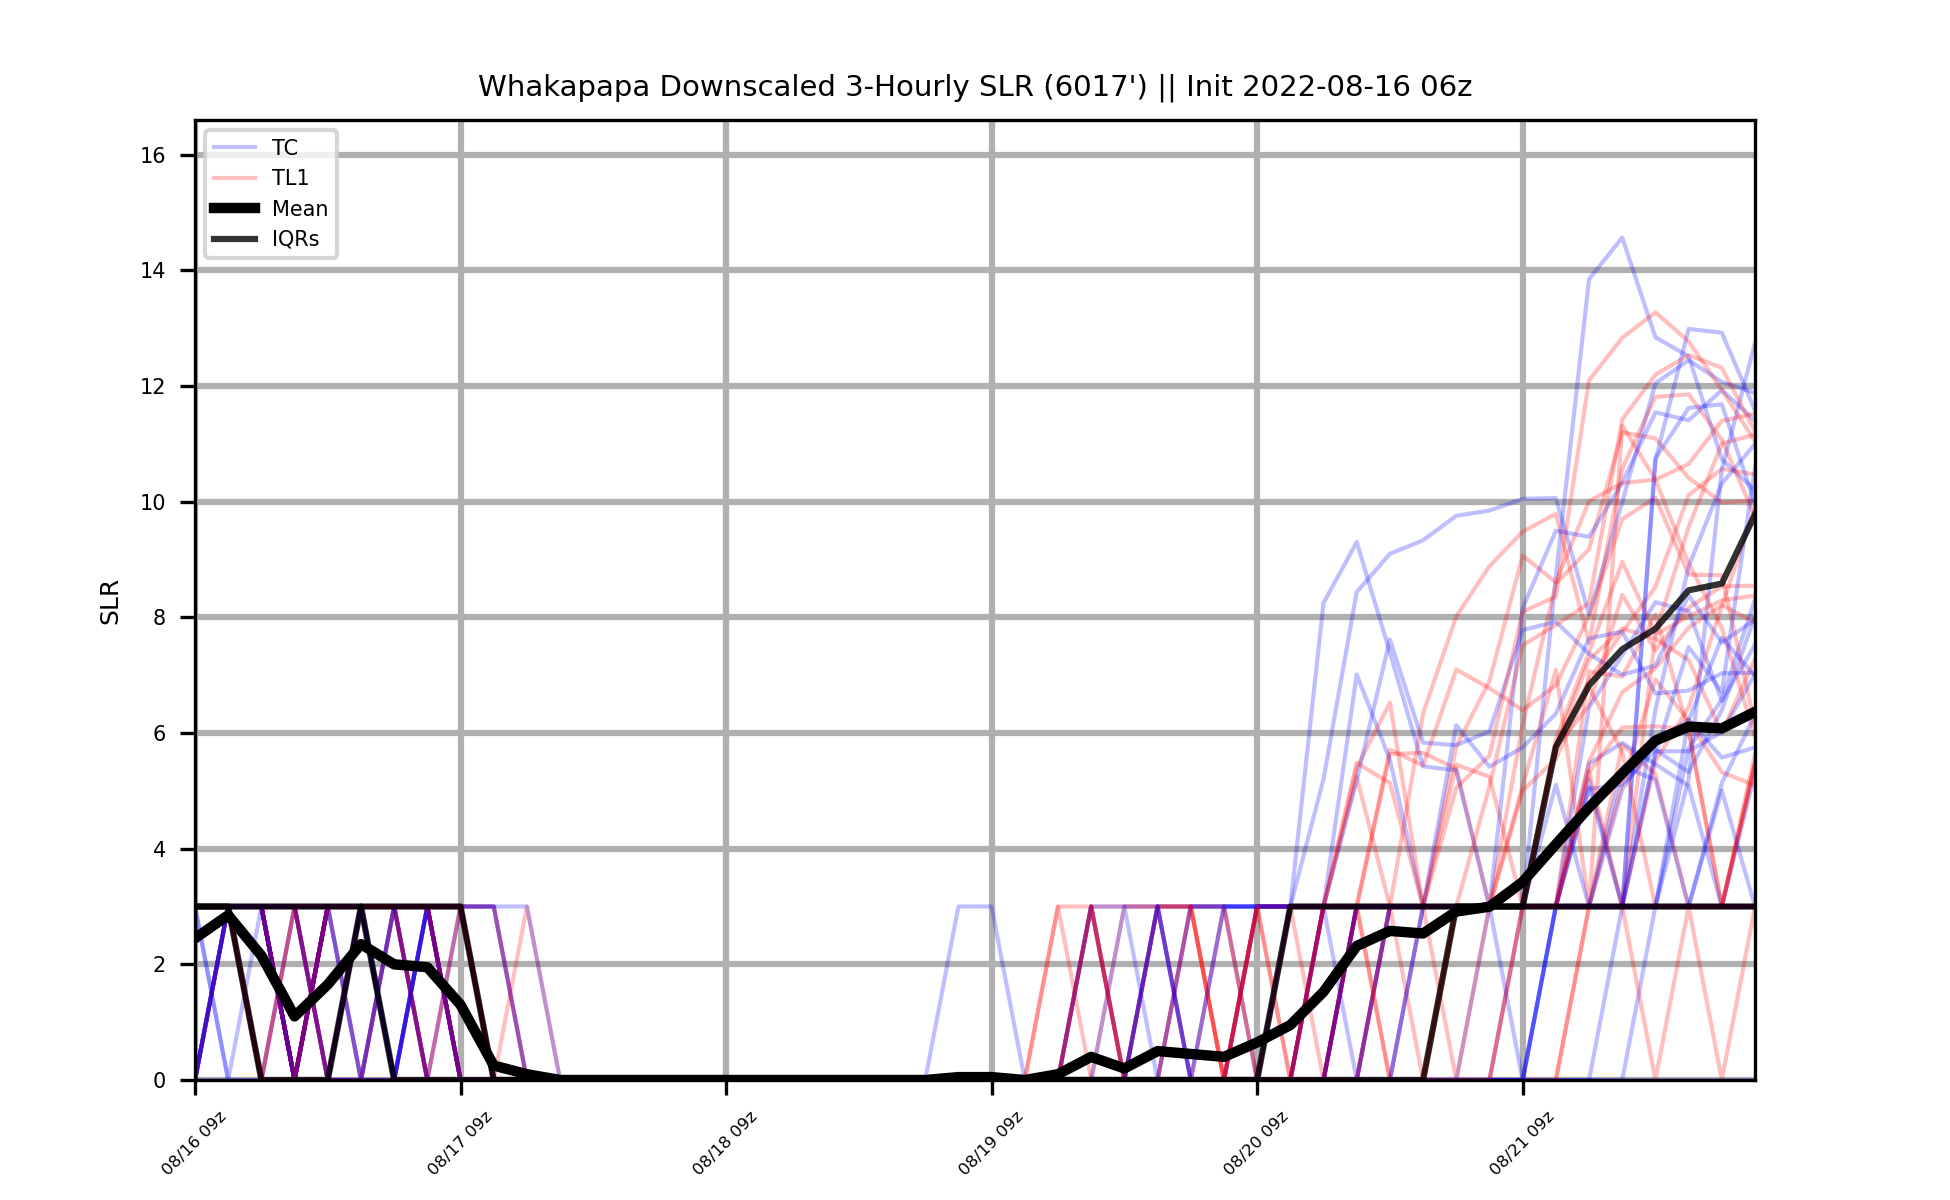 Whakapapa Downscaled 3-Hourly SLR (6017') || Init 2022-08-16 06z
TC
TL1
Mean
IQRs
16
14
12
10
8
6
4
2
0
SLR
08/16 09z
08/17 09z
08/18 09z
08/19 09z
08/20 09z
08/21 09z